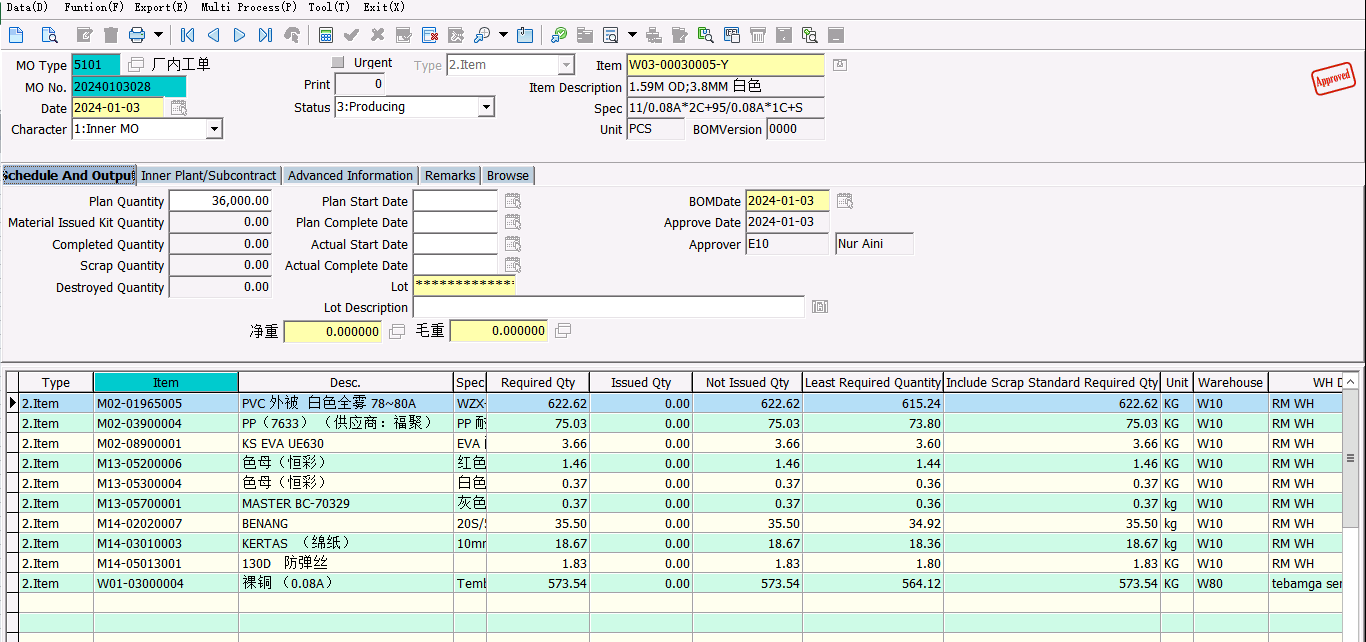 Data(D) Funtion(F) Export(E) Multi Process(P) Tool(T) Exit(X)
MO Type 5101 厂内工单 Urgent Type 2.Item Item W03-00030005-Y
MO No. 20240103028 Print 0 Item Description 1.59M OD;3.8MM 白色
Date 2024-01-03 Status 3:Producing Spec 11/0.08A*2C+95/0.08A*1C+S
Character 1:Inner MO Unit PCS BOMVersion 0000
Approved
Schedule And Output Inner Plant/Subcontract Advanced Information Remarks Browse
Plan Quantity 36,000.00 Plan Start Date BOMDate 2024-01-03
Material Issued Kit Quantity 0.00 Plan Complete Date Approve Date 2024-01-03
Completed Quantity 0.00 Actual Start Date Approver E10 Nur Aini
Scrap Quantity 0.00 Actual Complete Date
Destroyed Quantity 0.00 Lot *************
Lot Description
净重 0.000000 毛重 0.000000
Type Item Desc. Spec Required Qty Issued Qty Not Issued Qty Least Required Quantity Include Scrap Standard Required Qty Unit Warehouse WH D
2.Item M02-01965005 PVC 外被 白色全雾 78~80A WZX- 622.62 0.00 622.62 615.24 622.62 KG W10 RM WH
2.Item M02-03900004 PP（7633）（供应商：福聚） PP 耐 75.03 0.00 75.03 73.80 75.03 KG W10 RM WH
2.Item M02-08900001 KS EVA UE630 EVA 3.66 0.00 3.66 3.60 3.66 KG W10 RM WH
2.Item M13-05200006 色母（恒彩） 红色 1.46 0.00 1.46 1.44 1.46 KG W10 RM WH
2.Item M13-05300004 色母（恒彩） 白色 0.37 0.00 0.37 0.36 0.37 KG W10 RM WH
2.Item M13-05700001 MASTER BC-70329 灰色 0.37 0.00 0.37 0.36 0.37 kg W10 RM WH
2.Item M14-02020007 BENANG 20S/ 35.50 0.00 35.50 34.92 35.50 kg W10 RM WH
2.Item M14-03010003 KERTAS （绵纸） 10mm 18.67 0.00 18.67 18.36 18.67 kg W10 RM WH
2.Item M14-05013001 130D 防弹丝 1.83 0.00 1.83 1.80 1.83 KG W10 RM WH
2.Item W01-03000004 裸铜（0.08A） Temb 573.54 0.00 573.54 564.12 573.54 KG W80 tebamga ser